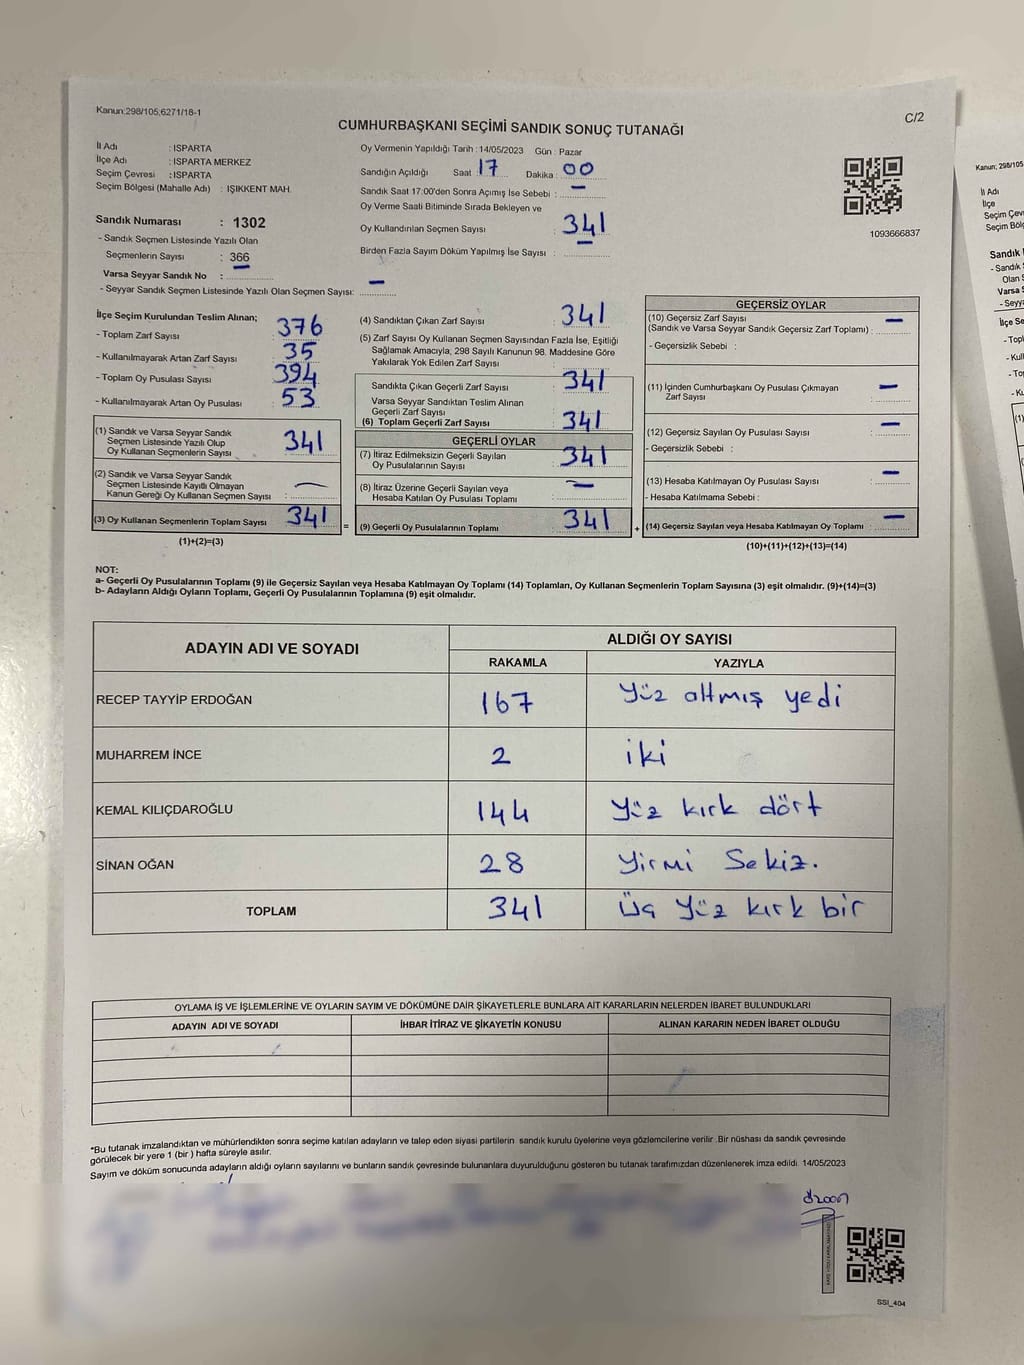 Kanun:298/105,6271/18-1
C/2
CUMHURBAŞKANI SEÇİMİ SANDIK SONUÇ TUTANAĞI
İl Adı : ISPARTA
İlçe Adı : ISPARTA MERKEZ
Seçim Çevresi : ISPARTA
Seçim Bölgesi (Mahalle Adı) : IŞIKKENT MAH.
Sandık Numarası : 1302
- Sandık Seçmen Listesinde Yazılı Olan
Seçmenlerin Sayısı : 366
Varsa Seyyar Sandık No :
- Seyyar Sandık Seçmen Listesinde Yazılı Olan Seçmen Sayısı: –
Oy Vermenin Yapıldığı Tarih : 14/05/2023 Gün : Pazar
Sandığın Açıldığı Saat 17 Dakika : 00
Sandık Saat 17:00'den Sonra Açılmış İse Sebebi : –
Oy Verme Saati Bitiminde Sırada Bekleyen ve
Oy Kullandırılan Seçmen Sayısı : 341
Birden Fazla Sayım Döküm Yapılmış İse Sayısı : –
1093666837
İlçe Seçim Kurulundan Teslim Alınan;
- Toplam Zarf Sayısı : 376
- Kullanılmayarak Artan Zarf Sayısı : 35
- Toplam Oy Pusulası Sayısı : 394
- Kullanılmayarak Artan Oy Pusulası : 53
(1) Sandık ve Varsa Seyyar Sandık
Seçmen Listesinde Yazılı Olup
Oy Kullanan Seçmenlerin Sayısı : 341
(2) Sandık ve Varsa Seyyar Sandık
Seçmen Listesinde Kayıtlı Olmayan
Kanun Gereği Oy Kullanan Seçmen Sayısı : –
(3) Oy Kullanan Seçmenlerin Toplam Sayısı : 341
(1)+(2)=(3)
=
(4) Sandıktan Çıkan Zarf Sayısı : 341
(5) Zarf Sayısı Oy Kullanan Seçmen Sayısından Fazla İse, Eşitliği
Sağlamak Amacıyla, 298 Sayılı Kanunun 98. Maddesine Göre
Yakılarak Yok Edilen Zarf Sayısı :
Sandıkta Çıkan Geçerli Zarf Sayısı : 341
Varsa Seyyar Sandıktan Teslim Alınan
Geçerli Zarf Sayısı :
(6) Toplam Geçerli Zarf Sayısı : 341
GEÇERLİ OYLAR
(7) İtiraz Edilmeksizin Geçerli Sayılan
Oy Pusulalarının Sayısı : 341
(8) İtiraz Üzerine Geçerli Sayılan veya
Hesaba Katılan Oy Pusulası Toplamı : –
(9) Geçerli Oy Pusulalarının Toplamı : 341
+
GEÇERSİZ OYLAR
(10) Geçersiz Zarf Sayısı
(Sandık ve Varsa Seyyar Sandık Geçersiz Zarf Toplamı) : –
- Geçersizlik Sebebi :
(11) İçinden Cumhurbaşkanı Oy Pusulası Çıkmayan
Zarf Sayısı : –
(12) Geçersiz Sayılan Oy Pusulası Sayısı : –
- Geçersizlik Sebebi :
(13) Hesaba Katılmayan Oy Pusulası Sayısı : –
- Hesaba Katılmama Sebebi :
(14) Geçersiz Sayılan veya Hesaba Katılmayan Oy Toplamı : –
(10)+(11)+(12)+(13)=(14)
NOT:
a- Geçerli Oy Pusulalarının Toplamı (9) ile Geçersiz Sayılan veya Hesaba Katılmayan Oy Toplamı (14) Toplamları, Oy Kullanan Seçmenlerin Toplam Sayısına (3) eşit olmalıdır. (9)+(14)=(3)
b- Adayların Aldığı Oyların Toplamı, Geçerli Oy Pusulalarının Toplamına (9) eşit olmalıdır.
ADAYIN ADI VE SOYADI
ALDIĞI OY SAYISI
RAKAMLA YAZIYLA
RECEP TAYYİP ERDOĞAN 167 Yüz altmış yedi
MUHARREM İNCE 2 iki
KEMAL KILIÇDAROĞLU 144 Yüz kırk dört
SİNAN OĞAN 28 Yirmi Sekiz.
TOPLAM 341 Üç Yüz kırk bir
OYLAMA İŞ VE İŞLEMLERİNE VE OYLARIN SAYIM VE DÖKÜMÜNE DAİR ŞİKAYETLERLE BUNLARA AİT KARARLARIN NELERDEN İBARET BULUNDUKLARI
ADAYIN ADI VE SOYADI İHBAR İTİRAZ VE ŞİKAYETİN KONUSU ALINAN KARARIN NEDEN İBARET OLDUĞU
*Bu tutanak imzalandıktan ve mühürlendikten sonra seçime katılan adayların ve talep eden siyasi partilerin sandık kurulu üyelerine veya gözlemcilerine verilir. Bir nüshası da sandık çevresinde
görülecek bir yere 1 (bir) hafta süreyle asılır.
Sayım ve döküm sonucunda adayların aldığı oyların sayılarını ve bunların sandık çevresinde bulunanlara duyurulduğunu gösteren bu tutanak tarafımızdan düzenlenerek imza edildi. 14/05/2023
SSI_404
Kanun: 298/105
İl Adı
İlçe
Seçim Çev
Seçim Böl
Sandık
- Sandık
Olan
Varsa
- Seyy
İlçe Se